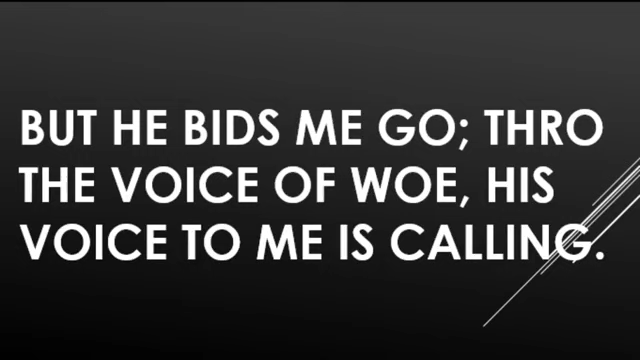 BUT HE BIDS ME GO; THRO
THE VOICE OF WOE, HIS
VOICE TO ME IS CALLING.